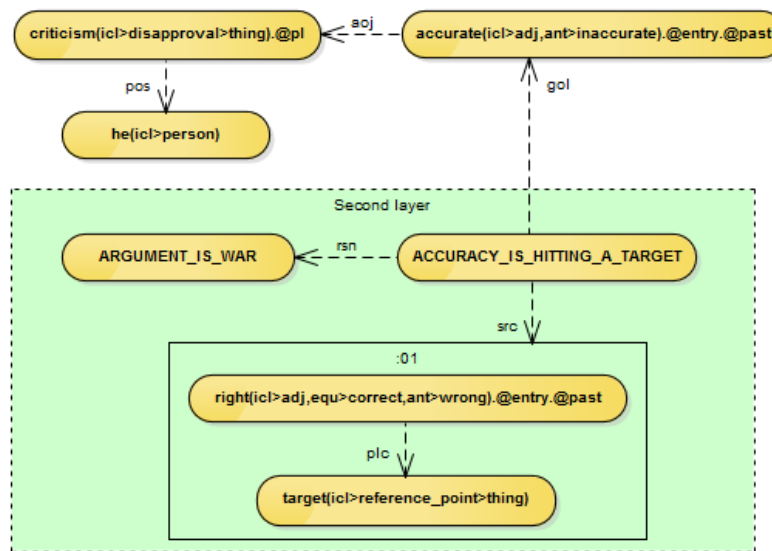 criticism(icl>disapproval>thing).@pl
aoj
accurate(icl>adj,ant>inaccurate).@entry.@past
pos
gol
he(icl>person)
Second layer
ARGUMENT_IS_WAR
rsn
ACCURACY_IS_HITTING_A_TARGET
src
:01
right(icl>adj,equ>correct,ant>wrong).@entry.@past
plc
target(icl>reference_point>thing)